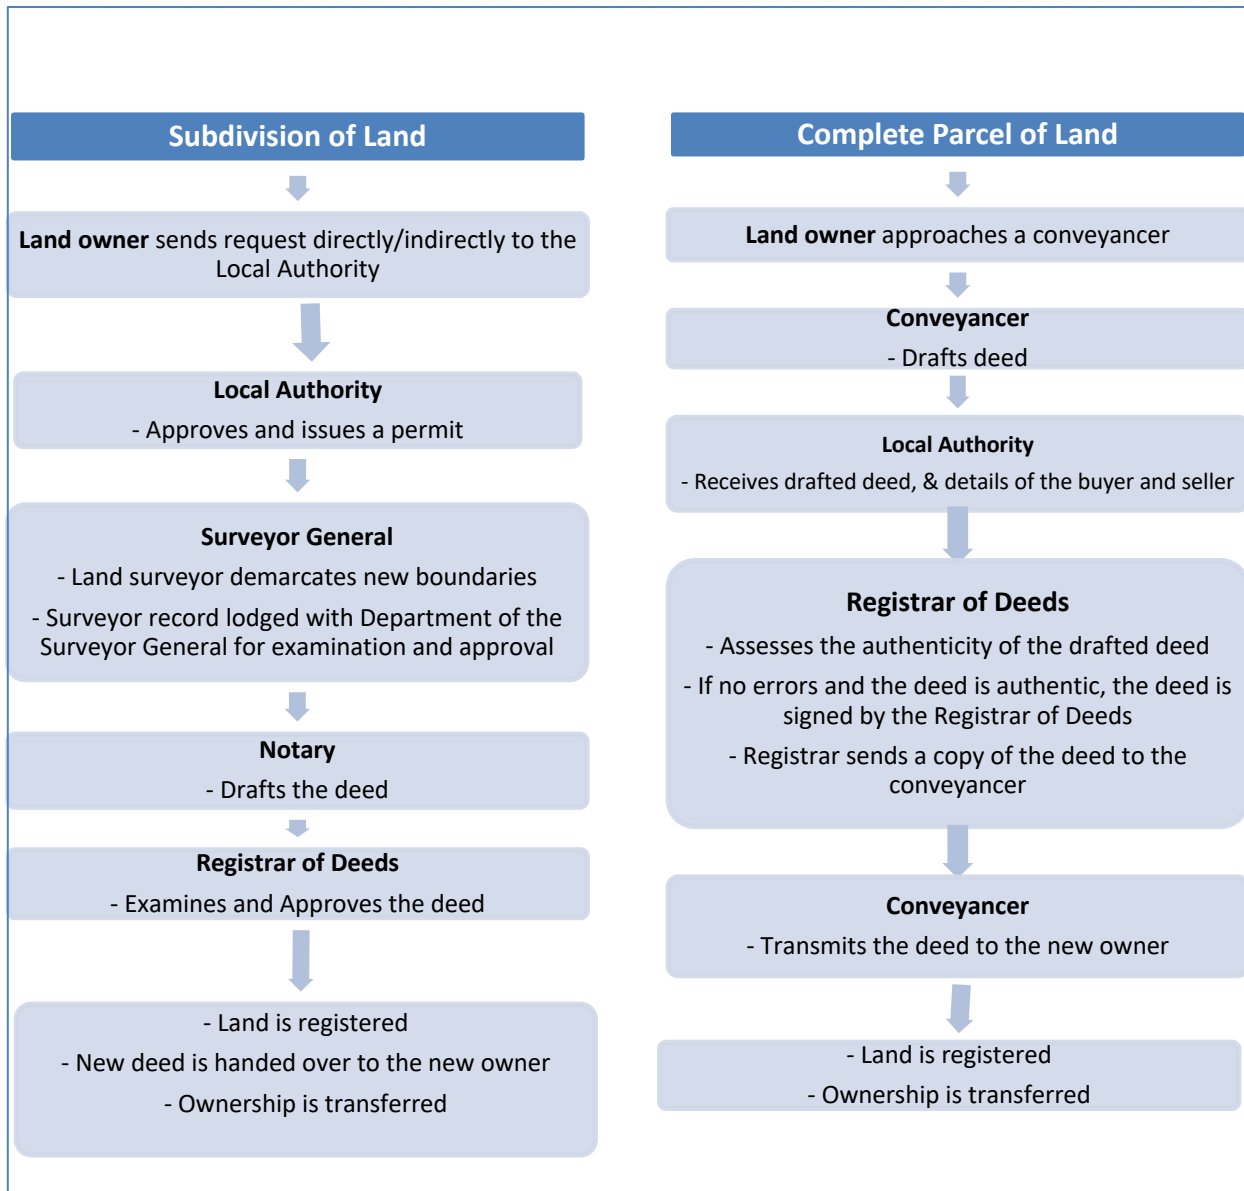 Subdivision of Land
Land owner sends request directly/indirectly to the
Local Authority
Local Authority
- Approves and issues a permit
Surveyor General
- Land surveyor demarcates new boundaries
- Surveyor record lodged with Department of the
Surveyor General for examination and approval
Notary
- Drafts the deed
Registrar of Deeds
- Examines and Approves the deed
- Land is registered
- New deed is handed over to the new owner
- Ownership is transferred
Complete Parcel of Land
Land owner approaches a conveyancer
Conveyancer
- Drafts deed
Local Authority
- Receives drafted deed, & details of the buyer and seller
Registrar of Deeds
- Assesses the authenticity of the drafted deed
- If no errors and the deed is authentic, the deed is
signed by the Registrar of Deeds
- Registrar sends a copy of the deed to the
conveyancer
Conveyancer
- Transmits the deed to the new owner
- Land is registered
- Ownership is transferred